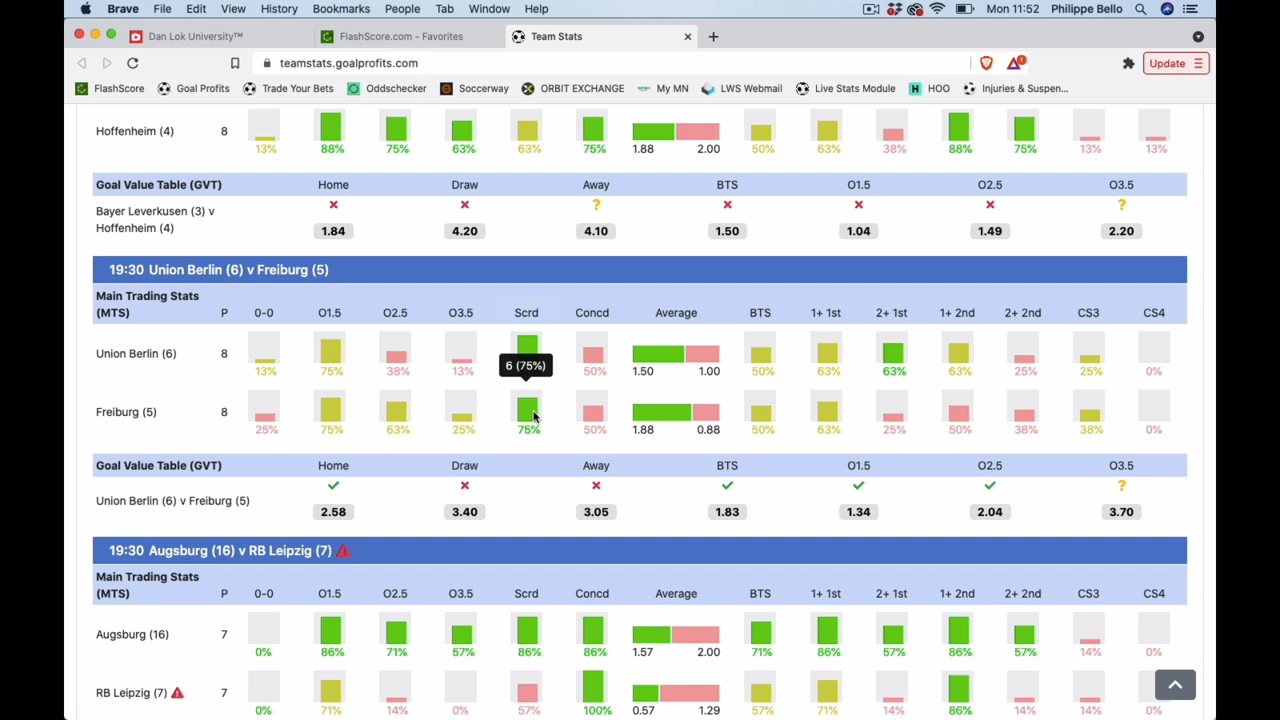 Brave File Edit View History Bookmarks People Tab Window Help Mon 11:52 Philippe Bello
Dan Lok University™ FlashScore.com - Favorites Team Stats
teamstats.goalprofits.com Update
FlashScore Goal Profits Trade Your Bets Oddschecker Soccerway ORBIT EXCHANGE My MN LWS Webmail Live Stats Module HOO Injuries & Suspen...
Hoffenheim (4) 8
13% 88% 75% 63% 63% 75% 1.88 2.00 50% 63% 38% 88% 75% 13% 13%
Goal Value Table (GVT) Home Draw Away BTS O1.5 O2.5 O3.5
Bayer Leverkusen (3) v
Hoffenheim (4)
? ?
1.84 4.20 4.10 1.50 1.04 1.49 2.20
19:30 Union Berlin (6) v Freiburg (5)
Main Trading Stats
(MTS) P 0-0 O1.5 O2.5 O3.5 Scrd Concd Average BTS 1+ 1st 2+ 1st 1+ 2nd 2+ 2nd CS3 CS4
Union Berlin (6) 8
6 (75%)
13% 75% 38% 13% 50% 1.50 1.00 50% 63% 63% 63% 25% 25% 0%
Freiburg (5) 8
25% 75% 63% 25% 75% 50% 1.88 0.88 50% 63% 25% 50% 38% 38% 0%
Goal Value Table (GVT) Home Draw Away BTS O1.5 O2.5 O3.5
Union Berlin (6) v Freiburg (5)
?
2.58 3.40 3.05 1.83 1.34 2.04 3.70
19:30 Augsburg (16) v RB Leipzig (7)
Main Trading Stats
(MTS) P 0-0 O1.5 O2.5 O3.5 Scrd Concd Average BTS 1+ 1st 2+ 1st 1+ 2nd 2+ 2nd CS3 CS4
Augsburg (16) 7
0% 86% 71% 57% 86% 86% 1.57 2.00 71% 86% 57% 86% 57% 14% 0%
RB Leipzig (7) 7
0% 71% 14% 0% 57% 100% 0.57 1.29 57% 71% 14% 86% 14% 14% 0%